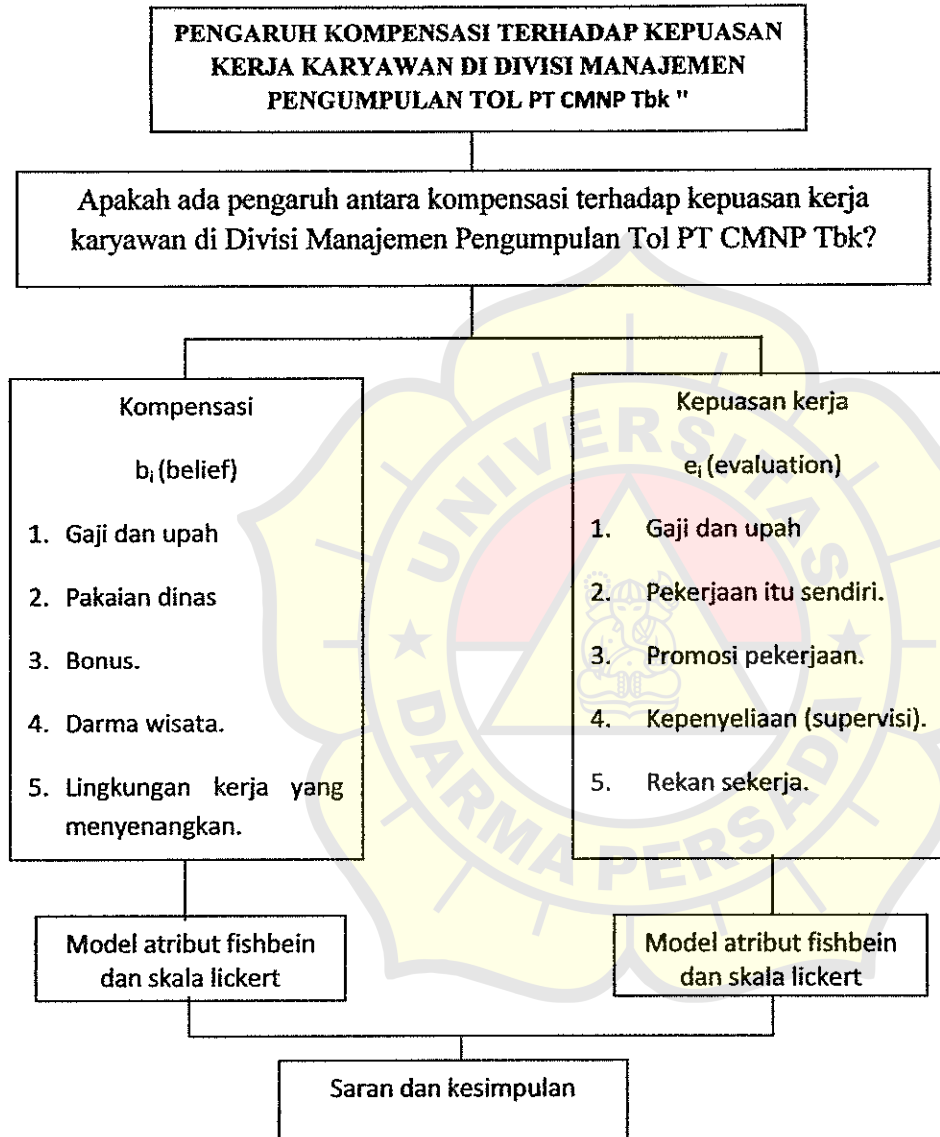 PENGARUH KOMPENSASI TERHADAP KEPUASAN
KERJA KARYAWAN DI DIVISI MANAJEMEN
PENGUMPULAN TOL PT CMNP Tbk "
Apakah ada pengaruh antara kompensasi terhadap kepuasan kerja
karyawan di Divisi Manajemen Pengumpulan Tol PT CMNP Tbk?
Kompensasi
bi (belief)
1. Gaji dan upah
2. Pakaian dinas
3. Bonus.
4. Darma wisata.
5. Lingkungan kerja yang
menyenangkan.
Kepuasan kerja
ei (evaluation)
1. Gaji dan upah
2. Pekerjaan itu sendiri.
3. Promosi pekerjaan.
4. Kepenyeliaan (supervisi).
5. Rekan sekerja.
Model atribut fishbein
dan skala lickert
Model atribut fishbein
dan skala lickert
Saran dan kesimpulan
UNIVERSITAS
DARMA PERSADA